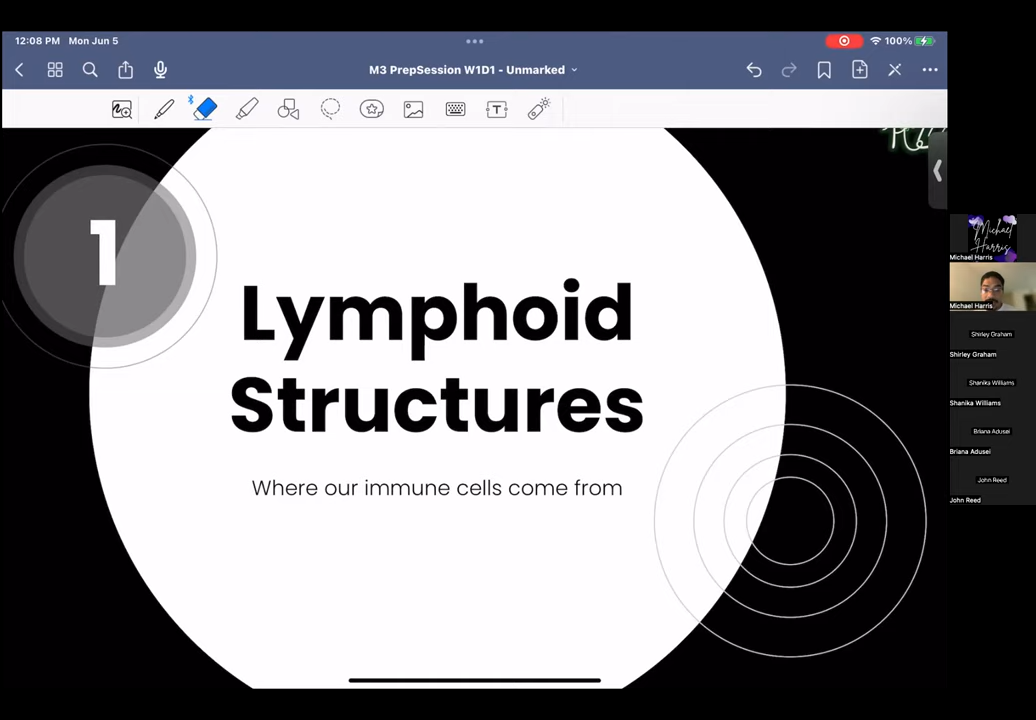 12:08 PM Mon Jun 5
100%
M3 PrepSession W1D1 - Unmarked
T
1
Lymphoid
Structures
Where our immune cells come from
Michael
Harris
Michael Harris
Michael Harris
Shirley Graham
Shirley Graham
Shanika Williams
Shanika Williams
Briana Adusei
Briana Adusei
John Reed
John Reed